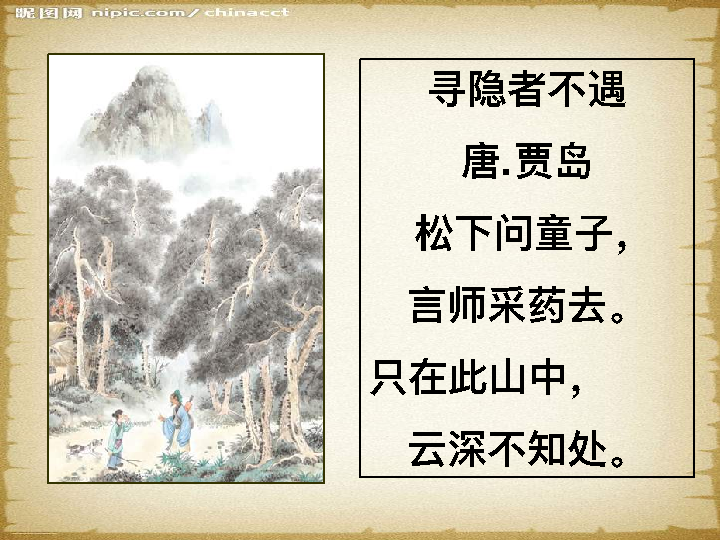 昵图网 nipic.com/chinacct
寻隐者不遇
唐.贾岛
松下问童子，
言师采药去。
只在此山中，
云深不知处。